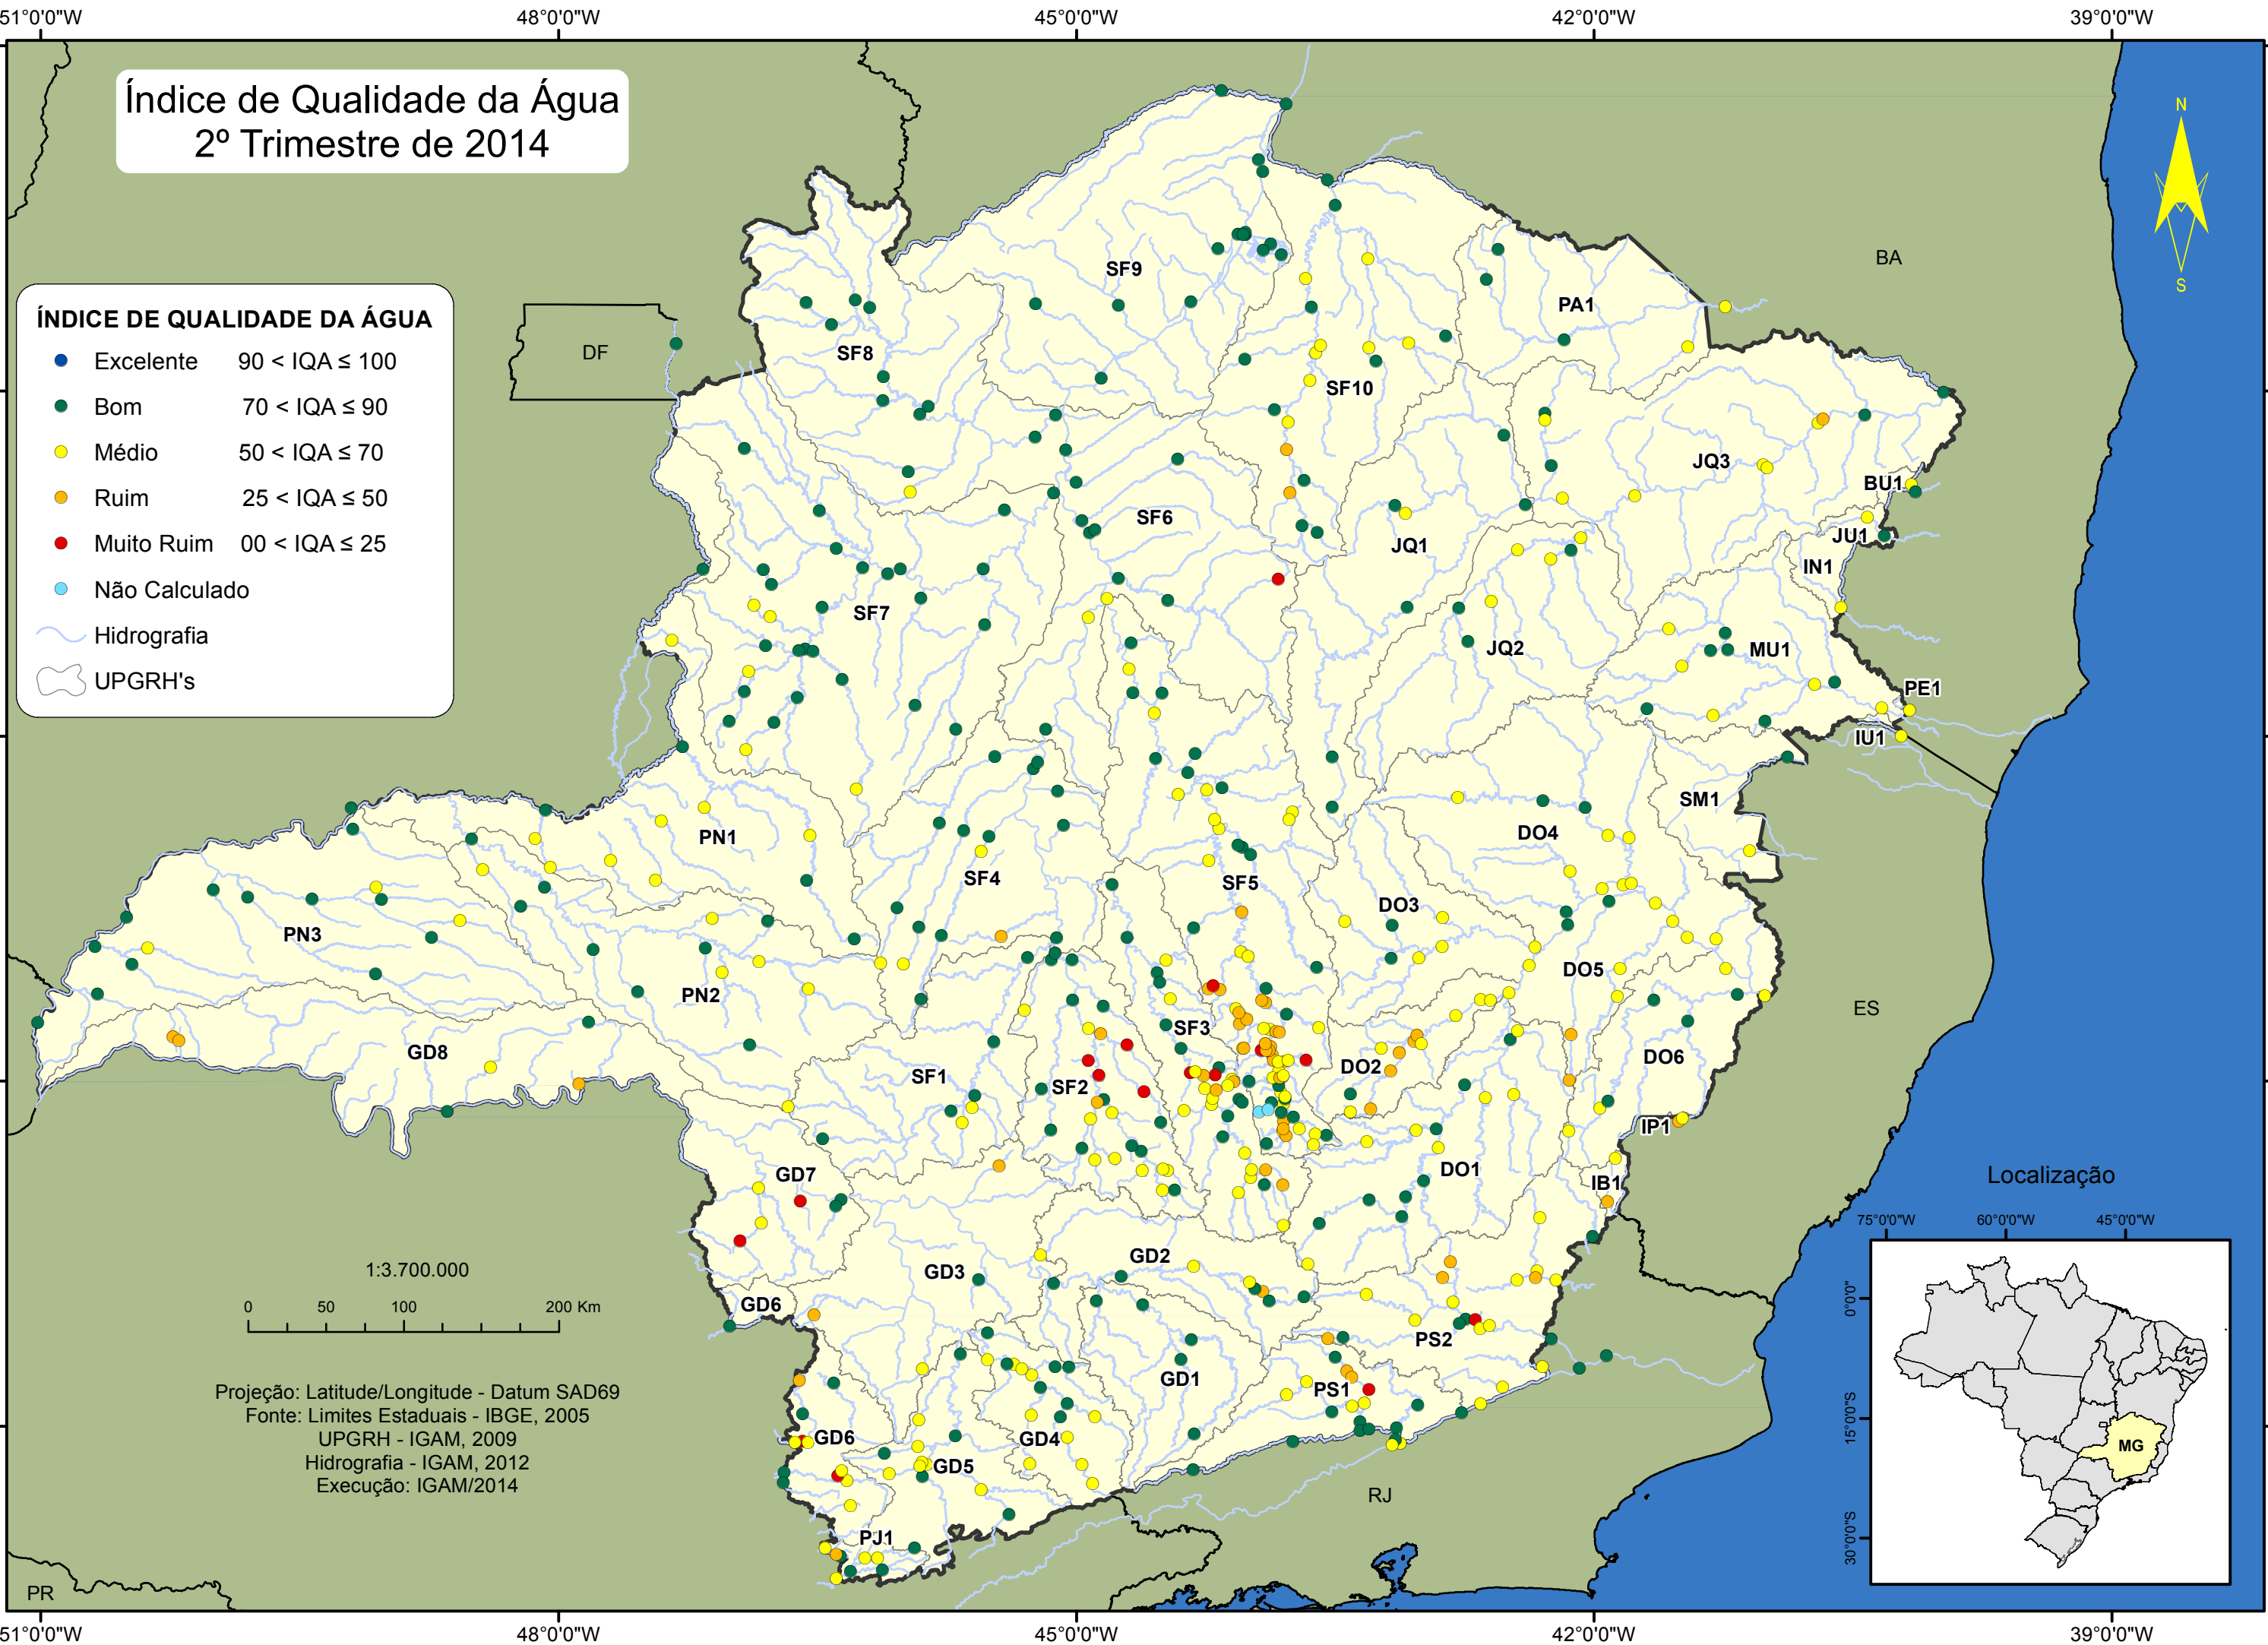 51°0'0"W
48°0'0"W
45°0'0"W
42°0'0"W
39°0'0"W
Índice de Qualidade da Água
2º Trimestre de 2014
N
S
BA
DF
ÍNDICE DE QUALIDADE DA ÁGUA
Excelente 90 < IQA ≤ 100
Bom 70 < IQA ≤ 90
Médio 50 < IQA ≤ 70
Ruim 25 < IQA ≤ 50
Muito Ruim 00 < IQA ≤ 25
Não Calculado
Hidrografia
UPGRH's
SF9
PA1
SF8
SF10
JQ3
BU1
SF6
JU1
JQ1
IN1
SF7
JQ2
MU1
PE1
IU1
SM1
PN1
DO4
SF4
SF5
DO3
PN3
DO5
PN2
ES
SF3
GD8
DO6
DO2
SF1
SF2
IP1
DO1
GD7
IB1
GD2
GD3
GD6
PS2
GD1
PS1
GD6
GD4
GD5
RJ
PJ1
PR
1:3.700.000
0 50 100 200 Km
Projeção: Latitude/Longitude - Datum SAD69
Fonte: Limites Estaduais - IBGE, 2005
UPGRH - IGAM, 2009
Hidrografia - IGAM, 2012
Execução: IGAM/2014
Localização
75°0'0"W
60°0'0"W
45°0'0"W
0°0'0"
15°0'0"S
30°0'0"S
MG
51°0'0"W
48°0'0"W
45°0'0"W
42°0'0"W
39°0'0"W